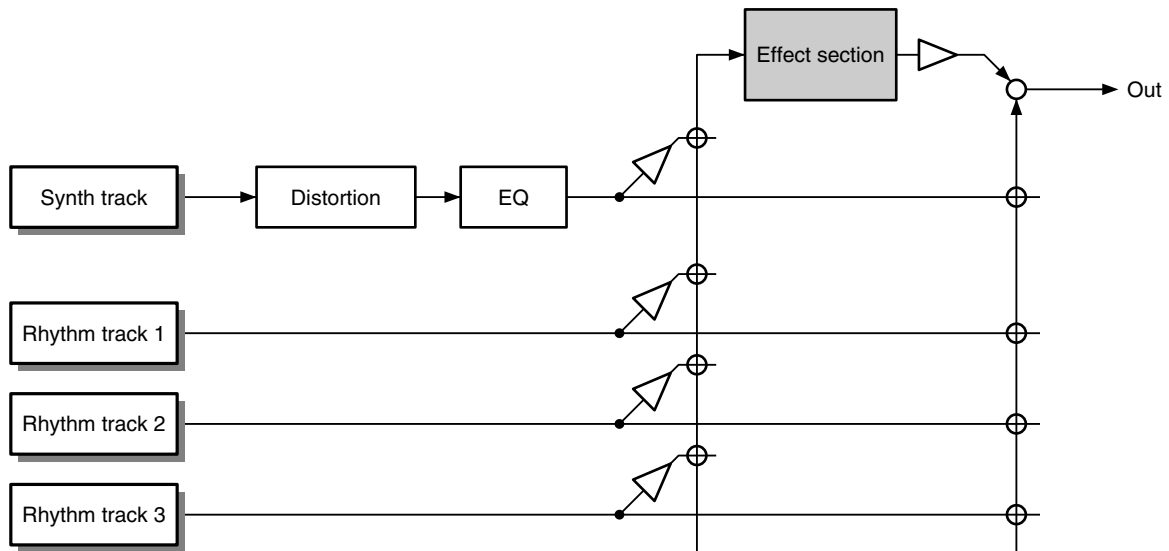 Effect section
Out
Synth track
Distortion
EQ
Rhythm track 1
Rhythm track 2
Rhythm track 3